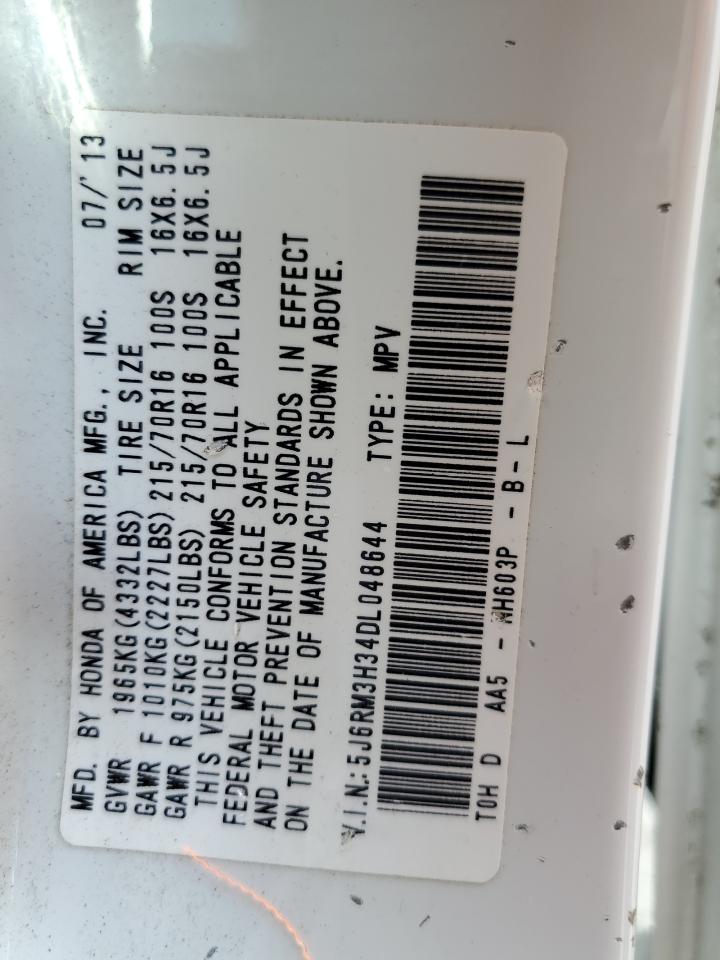 MFD. BY HONDA OF AMERICA MFG., INC. 07/'13
GVWR 1965KG(4332LBS) TIRE SIZE RIM SIZE
GAWR F 1010KG(2227LBS) 215/70R16 100S 16X6.5J
GAWR R 975KG(2150LBS) 215/70R16 100S 16X6.5J
THIS VEHICLE CONFORMS TO ALL APPLICABLE
FEDERAL MOTOR VEHICLE SAFETY
AND THEFT PREVENTION STANDARDS IN EFFECT
ON THE DATE OF MANUFACTURE SHOWN ABOVE.
V.I.N.: 5J6RM3H34DL048644 TYPE: MPV
TOH D AA5 - NH603P - B - L